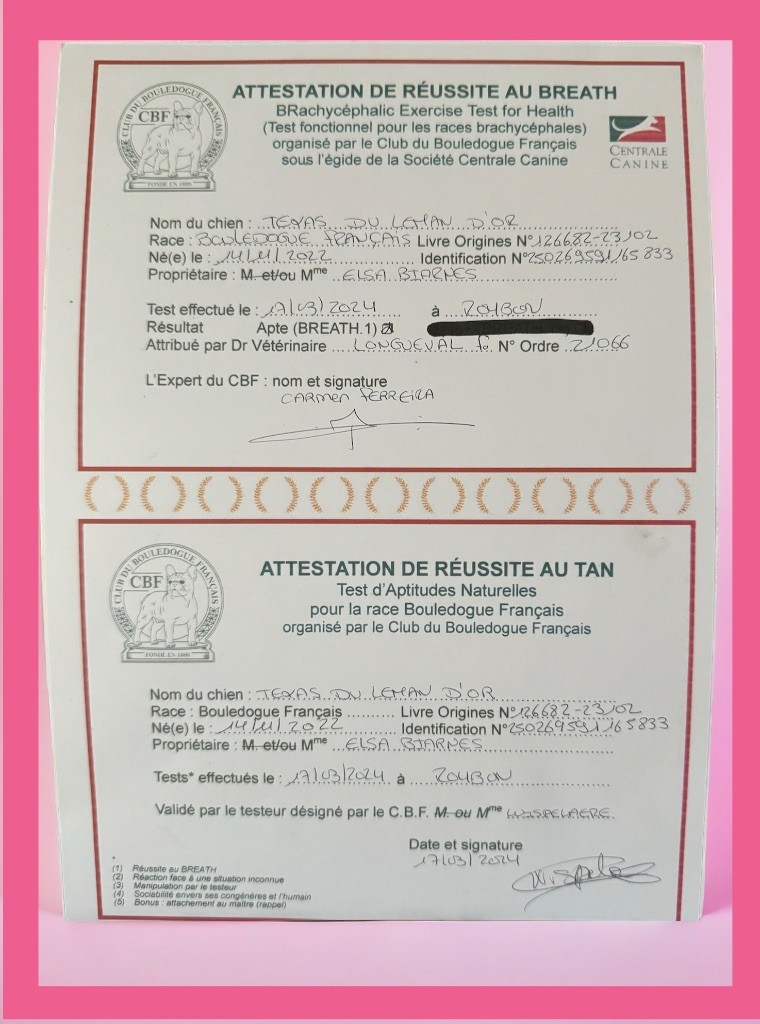 CLUB DU BOULEDOGUE FRANÇAIS
CBF
FONDÉ EN 1898
ATTESTATION DE RÉUSSITE AU BREATH
BRachycéphalic Exercise Test for Health
(Test fonctionnel pour les races brachycéphales)
organisé par le Club du Bouledogue Français
sous l'égide de la Société Centrale Canine
CENTRALE
CANINE
Nom du chien : TEXAS DU LEMAN D'OR
Race : BOULEDOGUE FRANÇAIS Livre Origines N° 126682-23/02
Né(e) le : 14/11/2022 Identification N° 250269591165833
Propriétaire : M. et/ou Mme ELSA BIARNES
Test effectué le : 17/03/2024 à ROYBON
Résultat Apte (BREATH.1)
Attribué par Dr Vétérinaire LONGUEVAL F. N° Ordre 21066
L'Expert du CBF : nom et signature
CARMEN FERREIRA
CLUB DU BOULEDOGUE FRANÇAIS
CBF
FONDÉ EN 1898
ATTESTATION DE RÉUSSITE AU TAN
Test d'Aptitudes Naturelles
pour la race Bouledogue Français
organisé par le Club du Bouledogue Français
Nom du chien : TEXAS DU LEMAN D'OR
Race : Bouledogue Français Livre Origines N° 126682-23/02
Né(e) le : 14/11/2022 Identification N° 250269591165833
Propriétaire : M. et/ou Mme ELSA BIARNES
Tests* effectués le : 17/03/2024 à ROYBON
Validé par le testeur désigné par le C.B.F. M. ou Mme
Date et signature
17/03/2024
*
(1) Réussite au BREATH
(2) Réaction face à une situation inconnue
(3) Manipulation par le testeur
(4) Sociabilité envers ses congénères et l'humain
(5) Bonus : attachement au maître (rappel)